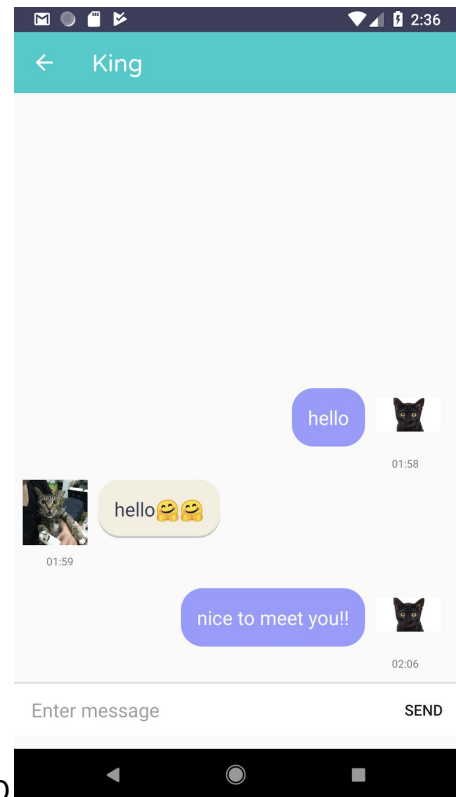 2:36
King
hello
01:58
hello🤗🤗
01:59
nice to meet you!!
02:06
Enter message SEND